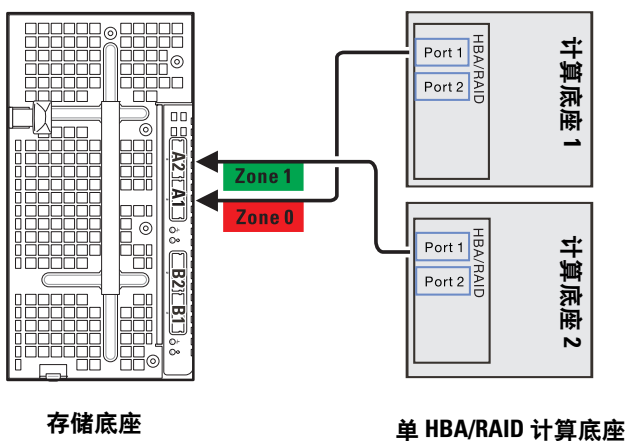 A2
A1
B2
B1
Zone 1
Zone 0
Port 1
Port 2
HBA/RAID
计算底座 1
Port 1
Port 2
HBA/RAID
计算底座 2
存储底座
单 HBA/RAID 计算底座